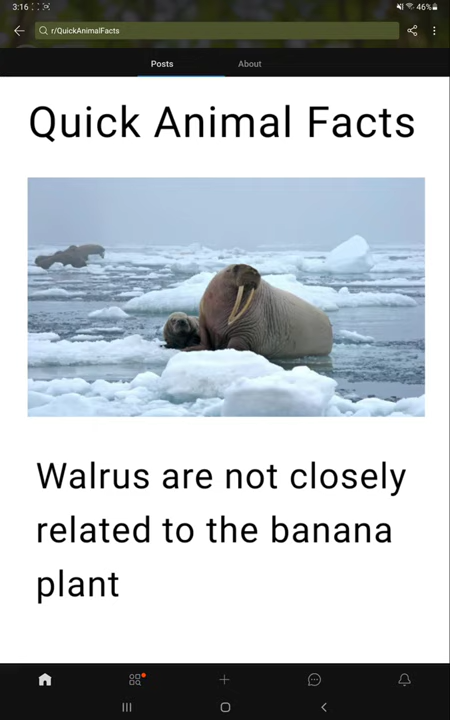 3:16
46%
r/QuickAnimalFacts
Posts About
Quick Animal Facts
Walrus are not closely
related to the banana
plant